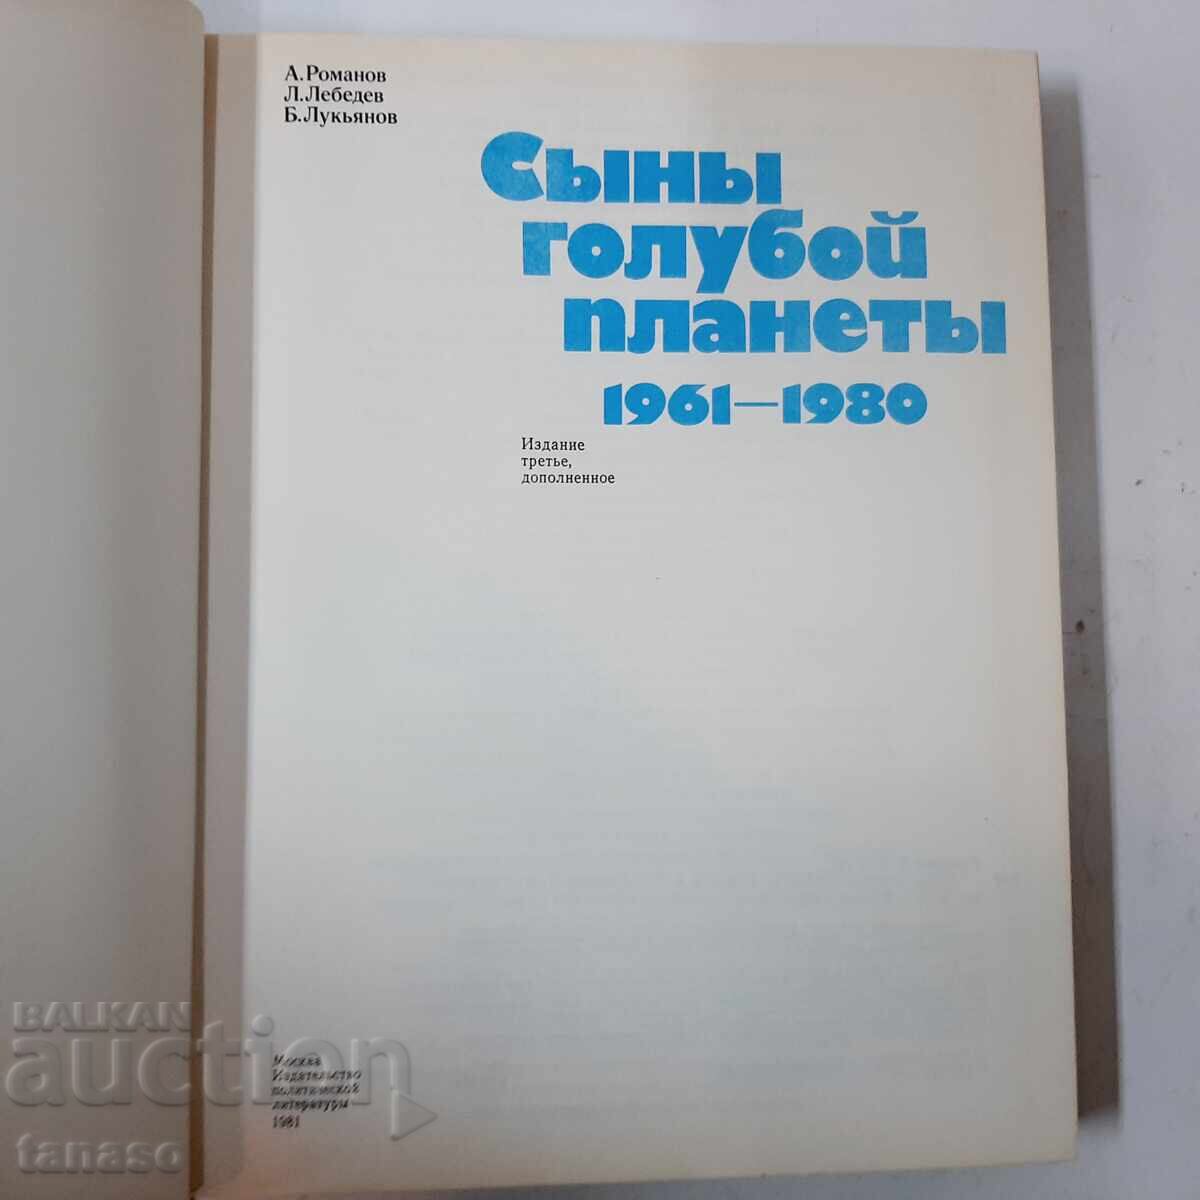 А.Романов
Л.Лебедев
Б.Лукьянов
Сыны
голубой
планеты
1961—1980
Издание
третье,
дополненное
Москва
Издательство
политической
литературы
1981
BALKAN
auction
tanaso